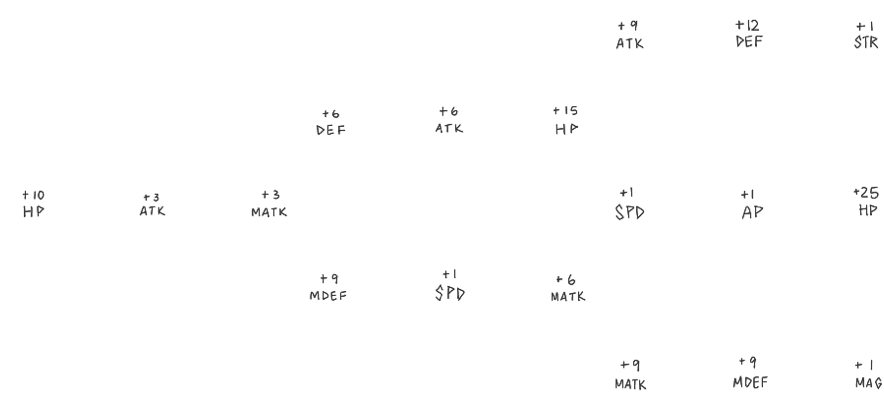 +9 +12 +1
ATK DEF STR
+6 +6 +15
DEF ATK HP
+10 +3 +3 +1 +1 +25
HP ATK MATK SPD AP HP
+9 +1 +6
MDEF SPD MATK
+9 +9 +1
MATK MDEF MAG